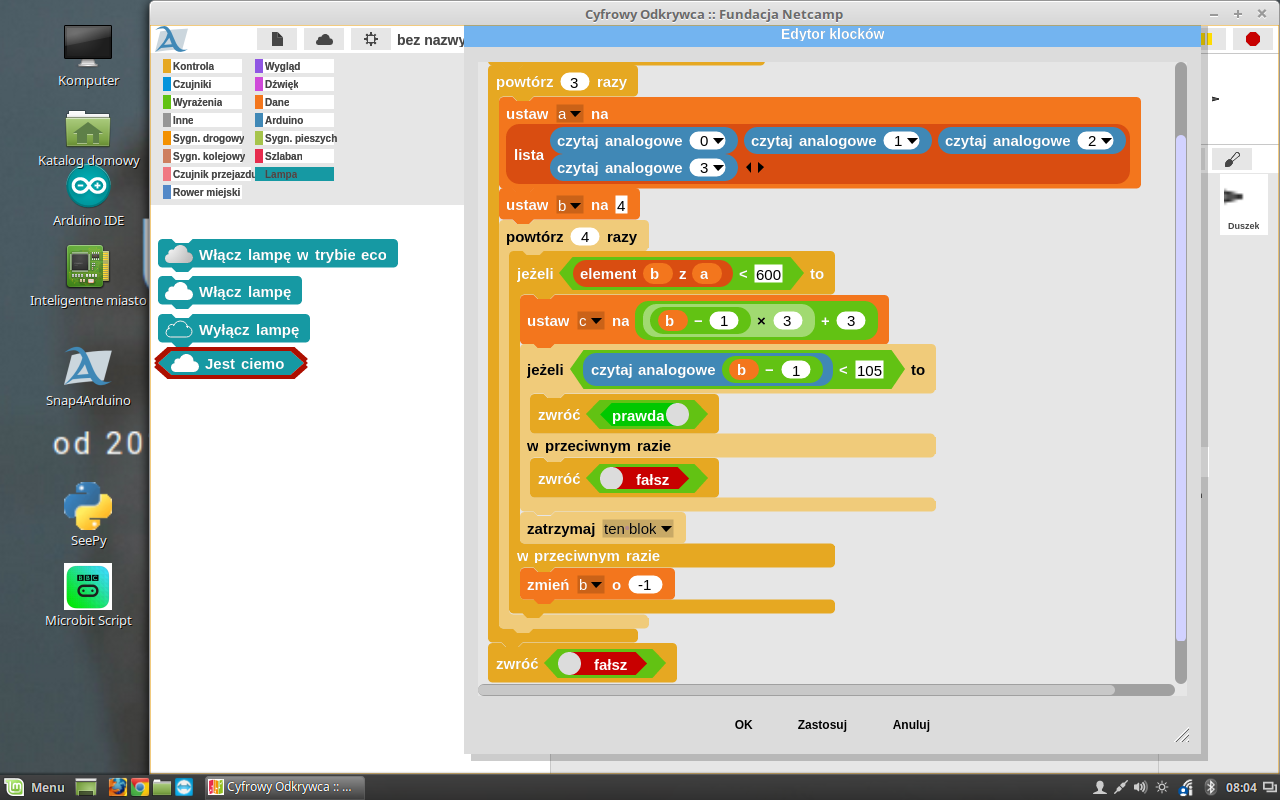 Cyfrowy Odkrywca :: Fundacja Netcamp
Komputer
Katalog domowy
Arduino IDE
Inteligentne miasto
Snap4Arduino
od 20
SeePy
Microbit Script
bez nazwy
Kontrola
Wygląd
Czujniki
Dźwięk
Wyrażenia
Dane
Inne
Arduino
Sygn. drogowy
Sygn. pieszych
Sygn. kolejowy
Szlaban
Czujnik przejazdu
Lampa
Rower miejski
Włącz lampę w trybie eco
Włącz lampę
Wyłącz lampę
Jest ciemo
Edytor klocków
powtórz 3 razy
ustaw a na
lista czytaj analogowe 0 czytaj analogowe 1 czytaj analogowe 2
czytaj analogowe 3
ustaw b na 4
powtórz 4 razy
jeżeli element b z a < 600 to
ustaw c na b − 1 × 3 + 3
jeżeli czytaj analogowe b − 1 < 105 to
zwróć prawda
w przeciwnym razie
zwróć fałsz
zatrzymaj ten blok
w przeciwnym razie
zmień b o -1
zwróć fałsz
OK Zastosuj Anuluj
Duszek
Menu
Cyfrowy Odkrywca :: ...
08:04